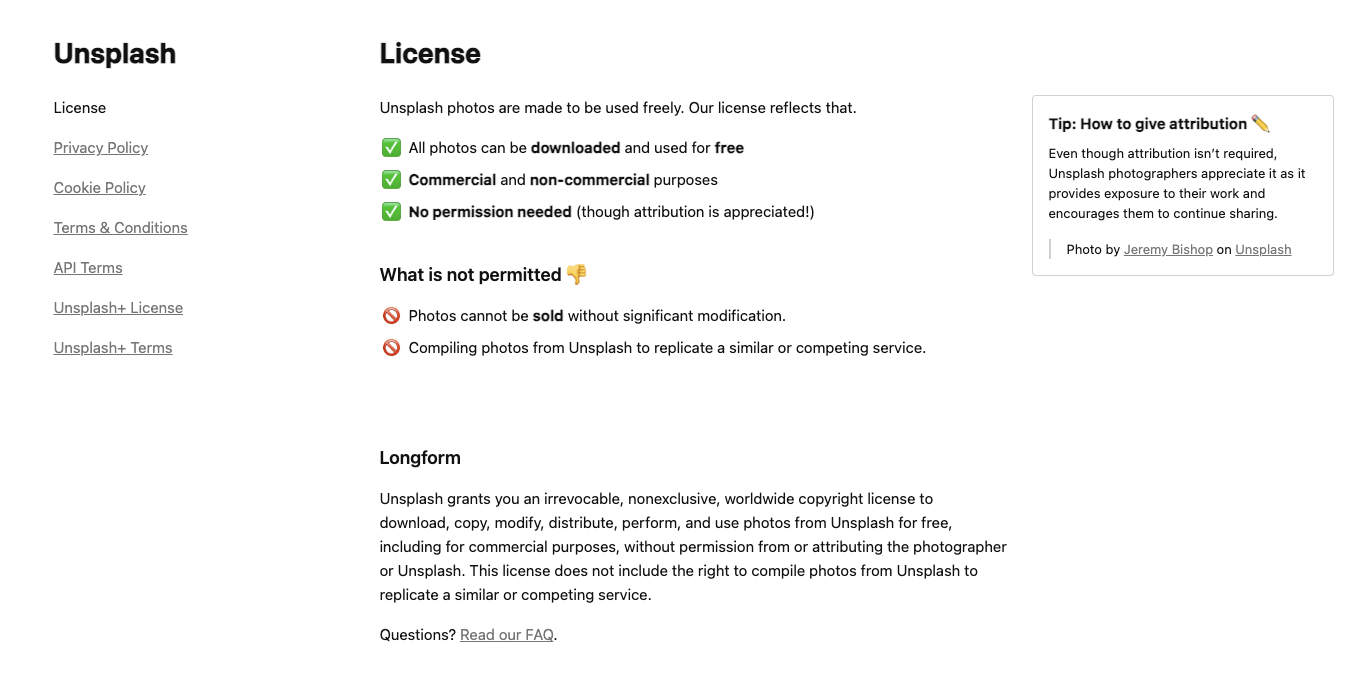 Unsplash
License
Privacy Policy
Cookie Policy
Terms & Conditions
API Terms
Unsplash+ License
Unsplash+ Terms
License
Unsplash photos are made to be used freely. Our license reflects that.
✅ All photos can be downloaded and used for free
✅ Commercial and non-commercial purposes
✅ No permission needed (though attribution is appreciated!)
What is not permitted 👎
🚫 Photos cannot be sold without significant modification.
🚫 Compiling photos from Unsplash to replicate a similar or competing service.
Longform
Unsplash grants you an irrevocable, nonexclusive, worldwide copyright license to
download, copy, modify, distribute, perform, and use photos from Unsplash for free,
including for commercial purposes, without permission from or attributing the photographer
or Unsplash. This license does not include the right to compile photos from Unsplash to
replicate a similar or competing service.
Questions? Read our FAQ.
Tip: How to give attribution ✏️
Even though attribution isn’t required,
Unsplash photographers appreciate it as it
provides exposure to their work and
encourages them to continue sharing.
Photo by Jeremy Bishop on Unsplash